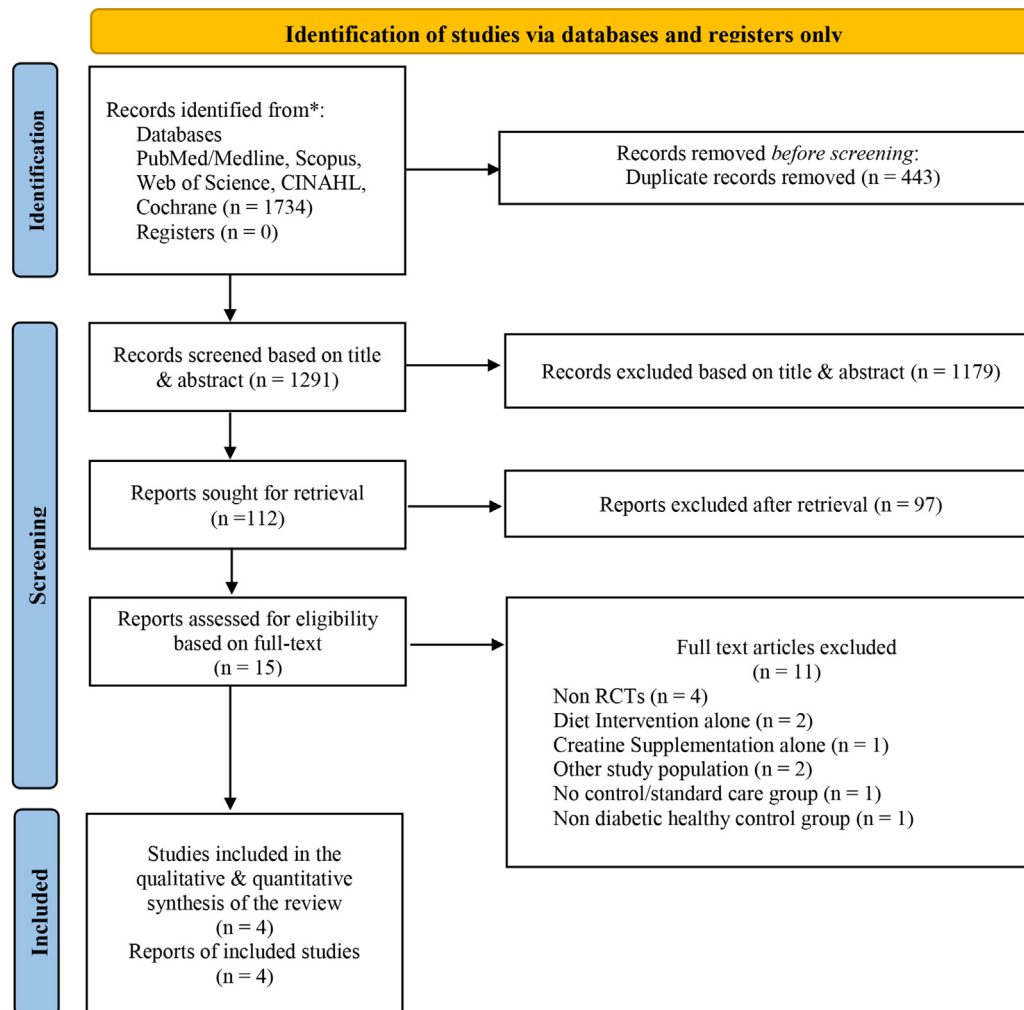 Identification of studies via databases and registers only
Identification
Records identified from*:
Databases
PubMed/Medline, Scopus,
Web of Science, CINAHL,
Cochrane (n = 1734)
Registers (n = 0)
Records removed before screening:
Duplicate records removed (n = 443)
Screening
Records screened based on title
& abstract (n = 1291)
Records excluded based on title & abstract (n = 1179)
Reports sought for retrieval
(n =112)
Reports excluded after retrieval (n = 97)
Reports assessed for eligibility
based on full-text
(n = 15)
Full text articles excluded
(n = 11)
Non RCTs (n = 4)
Diet Intervention alone (n = 2)
Creatine Supplementation alone (n = 1)
Other study population (n = 2)
No control/standard care group (n = 1)
Non diabetic healthy control group (n = 1)
Included
Studies included in the
qualitative & quantitative
synthesis of the review
(n = 4)
Reports of included studies
(n = 4)